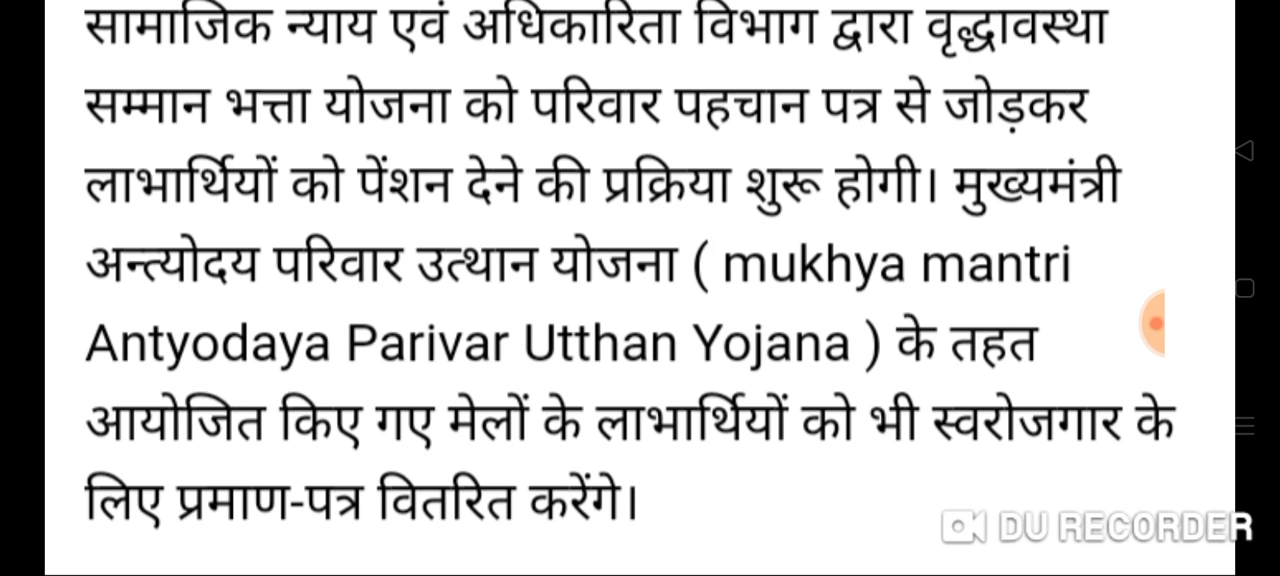 सामाजिक न्याय एवं अधिकारिता विभाग द्वारा वृद्धावस्था
सम्मान भत्ता योजना को परिवार पहचान पत्र से जोड़कर
लाभार्थियों को पेंशन देने की प्रक्रिया शुरू होगी। मुख्यमंत्री
अन्त्योदय परिवार उत्थान योजना ( mukhya mantri
Antyodaya Parivar Utthan Yojana ) के तहत
आयोजित किए गए मेलों के लाभार्थियों को भी स्वरोजगार के
लिए प्रमाण-पत्र वितरित करेंगे।
DU RECORDER